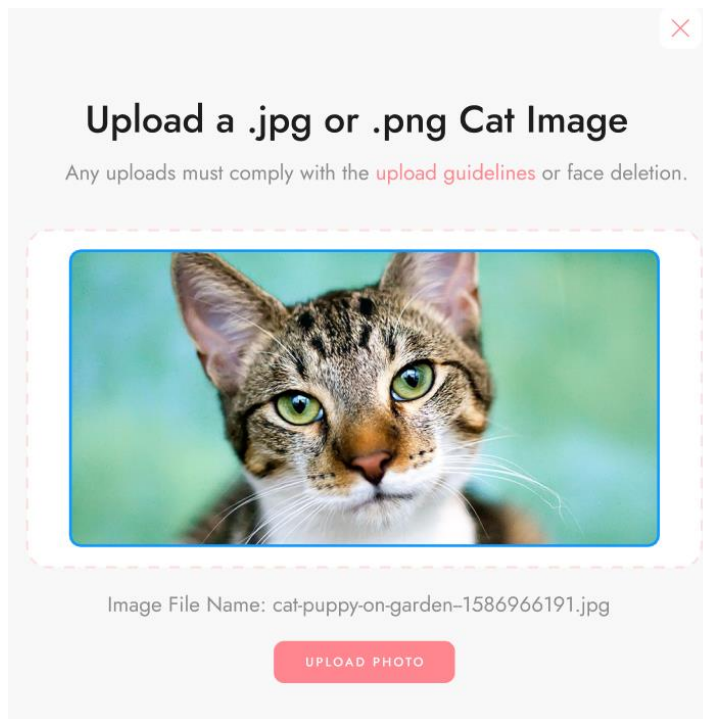 Upload a .jpg or .png Cat Image
Any uploads must comply with the upload guidelines or face deletion.
Image File Name: cat-puppy-on-garden--1586966191.jpg
UPLOAD PHOTO